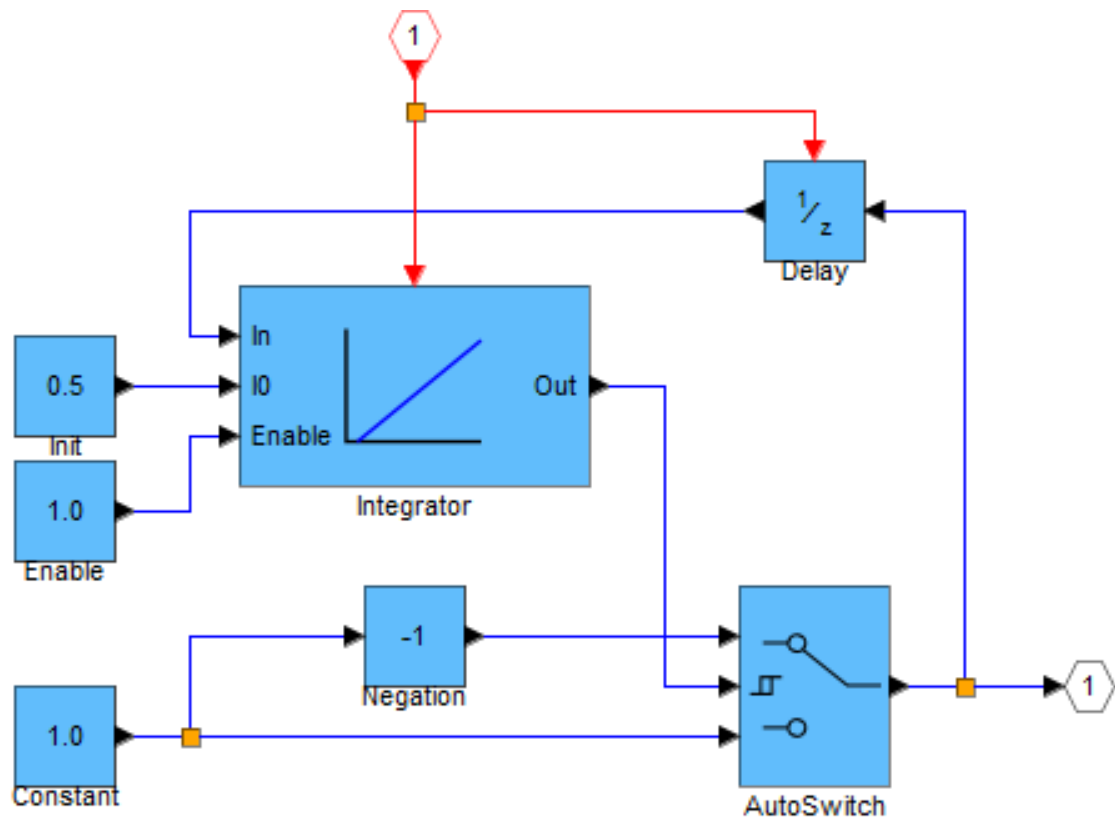 1
1/z
Delay
In
0.5
I0
Out
Init
Enable
1.0
Integrator
Enable
-1
Negation
1
1.0
Constant
AutoSwitch